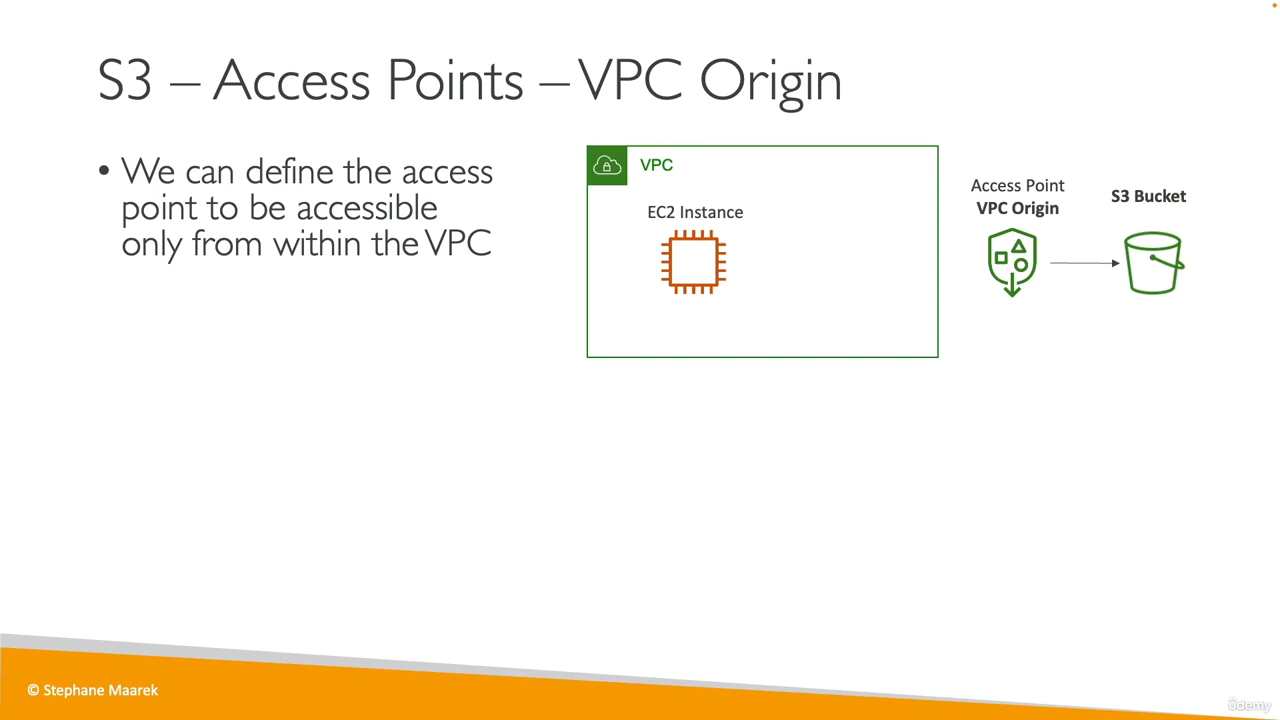 S3 – Access Points – VPC Origin
• We can define the access
point to be accessible
only from within the VPC
VPC
EC2 Instance
Access Point
VPC Origin
S3 Bucket
© Stephane Maarek
ûdemy